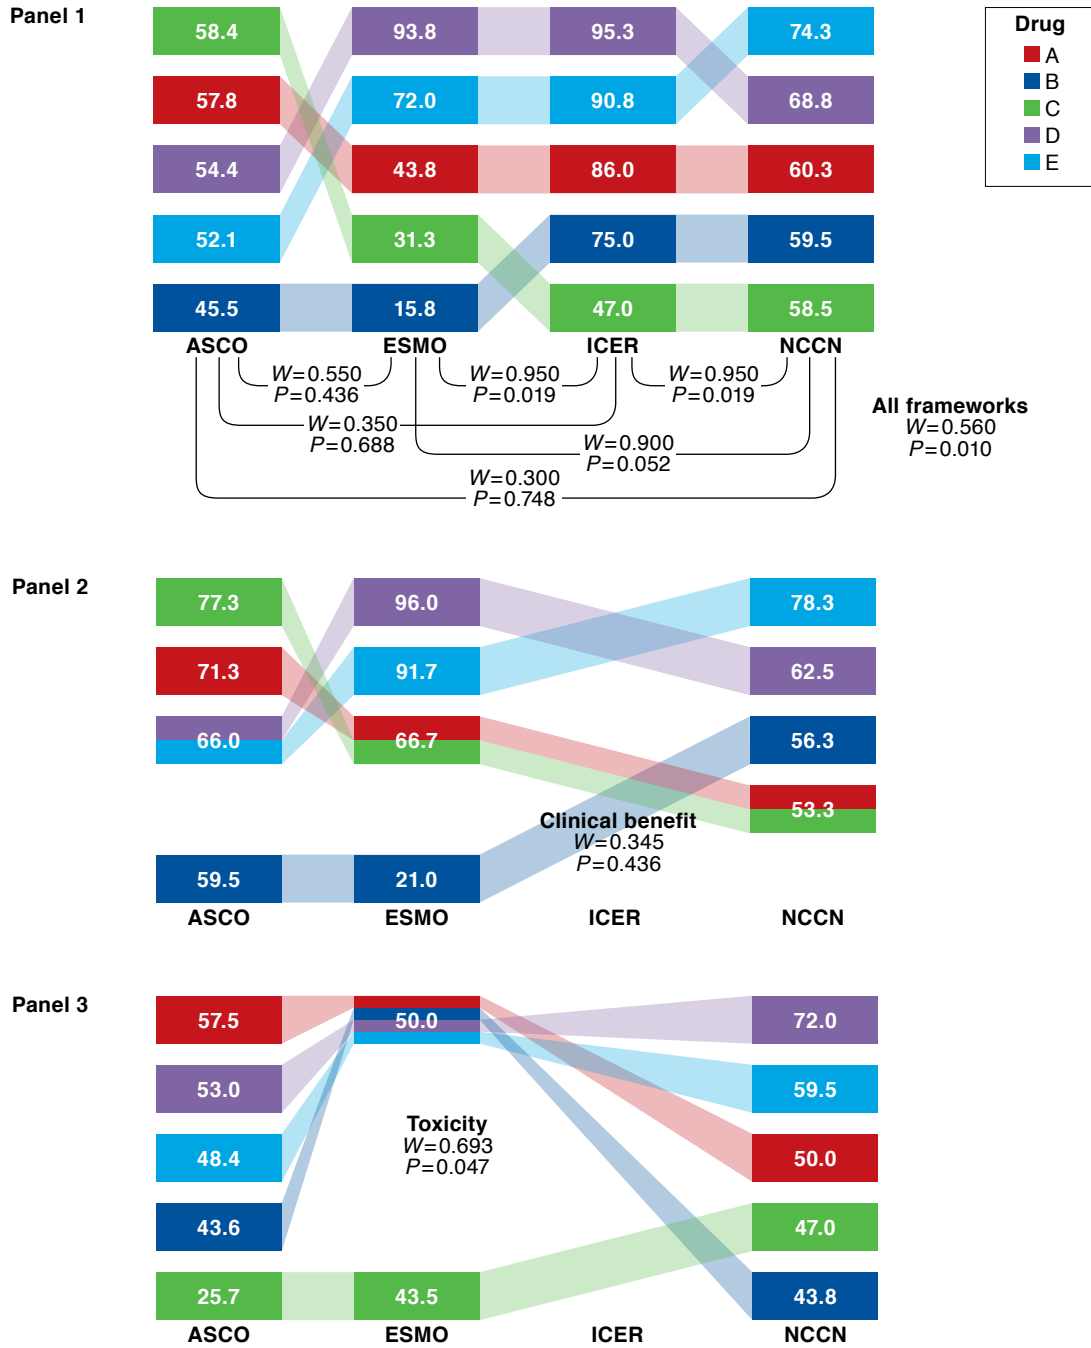 Panel 1
58.4 93.8 95.3 74.3
57.8 72.0 90.8 68.8
54.4 43.8 86.0 60.3
52.1 31.3 75.0 59.5
45.5 15.8 47.0 58.5
ASCO ESMO ICER NCCN
W=0.550 W=0.950 W=0.950
P=0.436 P=0.019 P=0.019
W=0.350
P=0.688
W=0.900
P=0.052
W=0.300
P=0.748
All frameworks
W=0.560
P=0.010
Drug
A
B
C
D
E
Panel 2
77.3 96.0 78.3
71.3 91.7 62.5
66.0 66.7 56.3
53.3
Clinical benefit
W=0.345
P=0.436
59.5 21.0
ASCO ESMO ICER NCCN
Panel 3
57.5 50.0 72.0
53.0 59.5
Toxicity
W=0.693
P=0.047
48.4 50.0
43.6 47.0
25.7 43.5 43.8
ASCO ESMO ICER NCCN